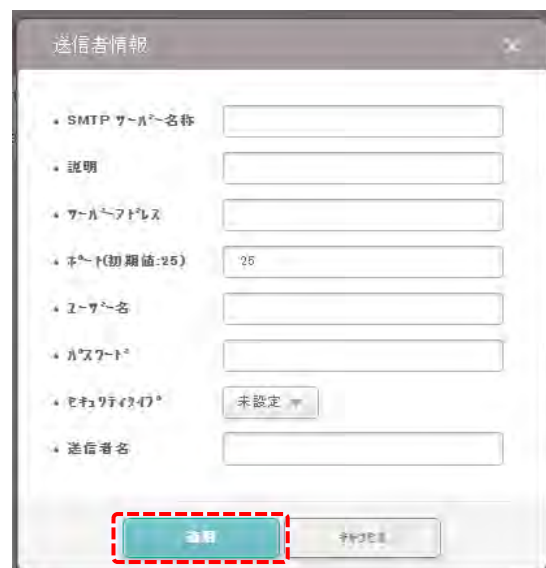 送信者情報
SMTP サーバー名称
説明
サーバーアドレス
ポート(初期値:25)
25
ユーザー名
パスワード
セキュリティタイプ
未設定
送信者名
適用
キャンセル